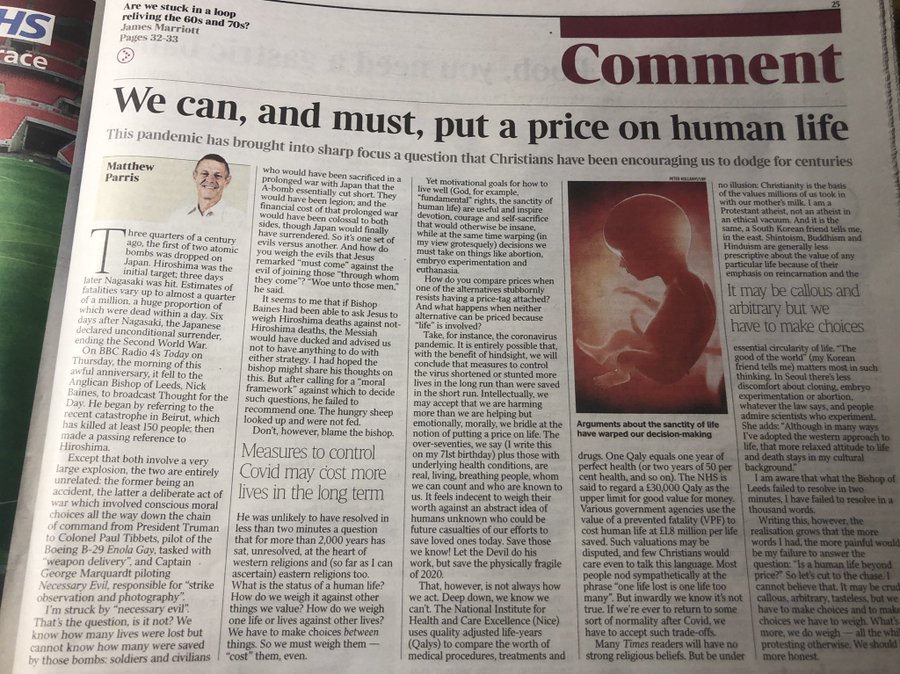 HS
race
Are we stuck in a loop
reliving the 60s and 70s?
James Marriott
Pages 32-33
25
Comment
We can, and must, put a price on human life
This pandemic has brought into sharp focus a question that Christians have been encouraging us to dodge for centuries
Matthew
Parris
Three quarters of a century
ago, the first of two atomic
bombs was dropped on
Japan. Hiroshima was the
initial target; three days
later Nagasaki was hit. Estimates of
fatalities vary up to almost a quarter
of a million, a huge proportion of
which were dead within a day. Six
days after Nagasaki, the Japanese
declared unconditional surrender,
ending the Second World War.
On BBC Radio 4's Today on
Thursday, the morning of this
awful anniversary, it fell to the
Anglican Bishop of Leeds, Nick
Baines, to broadcast Thought for the
Day. He began by referring to the
recent catastrophe in Beirut, which
has killed at least 150 people; then
made a passing reference to
Hiroshima.
Except that both involve a very
large explosion, the two are entirely
unrelated: the former being an
accident, the latter a deliberate act of
war which involved conscious moral
choices all the way down the chain
of command from President Truman
to Colonel Paul Tibbets, pilot of the
Boeing B-29 Enola Gay, tasked with
"weapon delivery", and Captain
George Marquardt piloting
Necessary Evil, responsible for "strike
observation and photography".
I'm struck by "necessary evil".
That's the question, is it not? We
know how many lives were lost but
cannot know how many were saved
by those bombs: soldiers and civilians
who would have been sacrificed in a
prolonged war with Japan that the
A-bomb essentially cut short. They
would have been legion; and the
financial cost of that prolonged war
would have been colossal to both
sides, though Japan would finally
have surrendered. So it's one set of
evils versus another. And how do
you weigh the evils that Jesus
remarked "must come" against the
evil of joining those "through whom
they come"? "Woe unto those men,"
he said.
It seems to me that if Bishop
Baines had been able to ask Jesus to
weigh Hiroshima deaths against not-
Hiroshima deaths, the Messiah
would have ducked and advised us
not to have anything to do with
either strategy. I had hoped the
bishop might share his thoughts on
this. But after calling for a "moral
framework" against which to decide
such questions, he failed to
recommend one. The hungry sheep
looked up and were not fed.
Don't, however, blame the bishop.
Measures to control
Covid may cost more
lives in the long term
He was unlikely to have resolved in
less than two minutes a question
that for more than 2,000 years has
sat, unresolved, at the heart of
western religions and (so far as I can
ascertain) eastern religions too.
What is the status of a human life?
How do we weigh it against other
things we value? How do we weigh
one life or lives against other lives?
We have to make choices between
things. So we must weigh them —
"cost" them, even.
Yet motivational goals for how to
live well (God, for example,
"fundamental" rights, the sanctity of
human life) are useful and inspire
devotion, courage and self-sacrifice
that would otherwise be insane,
while at the same time warping (in
my view grotesquely) decisions we
must take on things like abortion,
embryo experimentation and
euthanasia.
How do you compare prices when
one of the alternatives stubbornly
resists having a price-tag attached?
And what happens when neither
alternative can be priced because
"life" is involved?
Take, for instance, the coronavirus
pandemic. It is entirely possible that,
with the benefit of hindsight, we will
conclude that measures to control
the virus shortened or stunted more
lives in the long run than were saved
in the short run. Intellectually, we
may accept that we are harming
more than we are helping but
emotionally, morally, we bridle at the
notion of putting a price on life. The
over-seventies, we say (I write this
on my 71st birthday) plus those with
underlying health conditions, are
real, living, breathing people, whom
we can count and who are known to
us. It feels indecent to weigh their
worth against an abstract idea of
humans unknown who could be
future casualties of our efforts to
save loved ones today. Save those
we know! Let the Devil do his
work, but save the physically fragile
of 2020.
That, however, is not always how
we act. Deep down, we know we
can't. The National Institute for
Health and Care Excellence (Nice)
uses quality adjusted life-years
(Qalys) to compare the worth of
medical procedures, treatments and
Arguments about the sanctity of life
have warped our decision-making
drugs. One Qaly equals one year of
perfect health (or two years of 50 per
cent health, and so on). The NHS is
said to regard a £30,000 Qaly as the
upper limit for good value for money.
Various government agencies use the
value of a prevented fatality (VPF) to
cost human life at £1.8 million per life
saved. Such valuations may be
disputed, and few Christians would
care even to talk this language. Most
people nod sympathetically at the
phrase "one life lost is one life too
many". But inwardly we know it's not
true. If we're ever to return to some
sort of normality after Covid, we
have to accept such trade-offs.
Many Times readers will have no
strong religious beliefs. But be under
no illusion: Christianity is the basis
of the values millions of us took in
with our mother's milk. I am a
Protestant atheist, not an atheist in
an ethical vacuum. And it is the
same, a South Korean friend tells me,
in the east. Shintoism, Buddhism and
Hinduism are generally less
prescriptive about the value of any
particular life because of their
emphasis on reincarnation and the
It may be callous and
arbitrary but we
have to make choices
essential circularity of life. "The
good of the world" (my Korean
friend tells me) matters most in such
thinking. In Seoul there's less
discomfort about cloning, embryo
experimentation or abortion,
whatever the law says, and people
admire scientists who experiment.
She adds: "Although in many ways
I've adopted the western approach to
life, that more relaxed attitude to life
and death stays in my cultural
background."
I am aware that what the Bishop of
Leeds failed to resolve in two
minutes, I have failed to resolve in a
thousand words.
Writing this, however, the
realisation grows that the more
words I had, the more painful would
be my failure to answer the
question: "Is a human life beyond
price?" So let's cut to the chase. I
cannot believe that. It may be crude,
callous, arbitrary, tasteless, but we
have to make choices and to make
choices we have to weigh. What's
more, we do weigh — all the while
protesting otherwise. We should
be more honest.